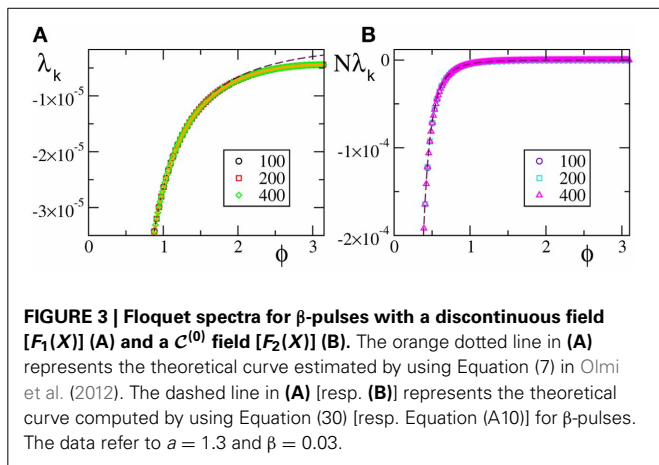 A
λk
-1×10⁻⁵
-2×10⁻⁵
-3×10⁻⁵
100
200
400
0 1 2 3
ϕ
B
Nλk
0
-1×10⁻⁴
-2×10⁻⁴
100
200
400
0 1 2 3
ϕ
FIGURE 3 | Floquet spectra for β-pulses with a discontinuous field
[F₁(X)] (A) and a C⁽⁰⁾ field [F₂(X)] (B). The orange dotted line in (A)
represents the theoretical curve estimated by using Equation (7) in Olmi
et al. (2012). The dashed line in (A) [resp. (B)] represents the theoretical
curve computed by using Equation (30) [resp. Equation (A10)] for β-pulses.
The data refer to a = 1.3 and β = 0.03.